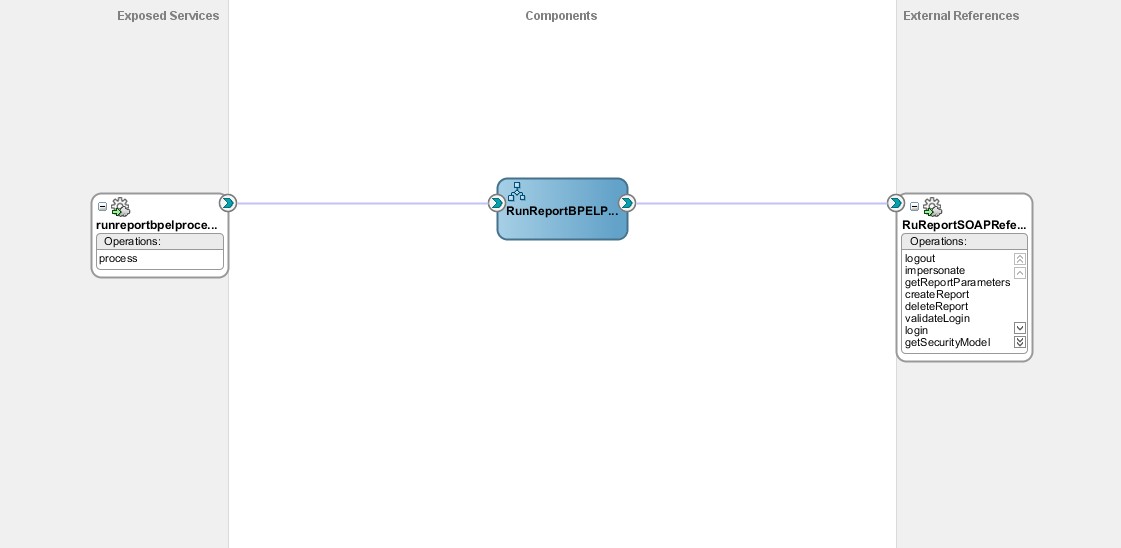 Exposed Services
Components
External References
runreportbpelproce...
Operations:
process
RunReportBPELP...
RuReportSOAPRefe...
Operations:
logout
impersonate
getReportParameters
createReport
deleteReport
validateLogin
login
getSecurityModel